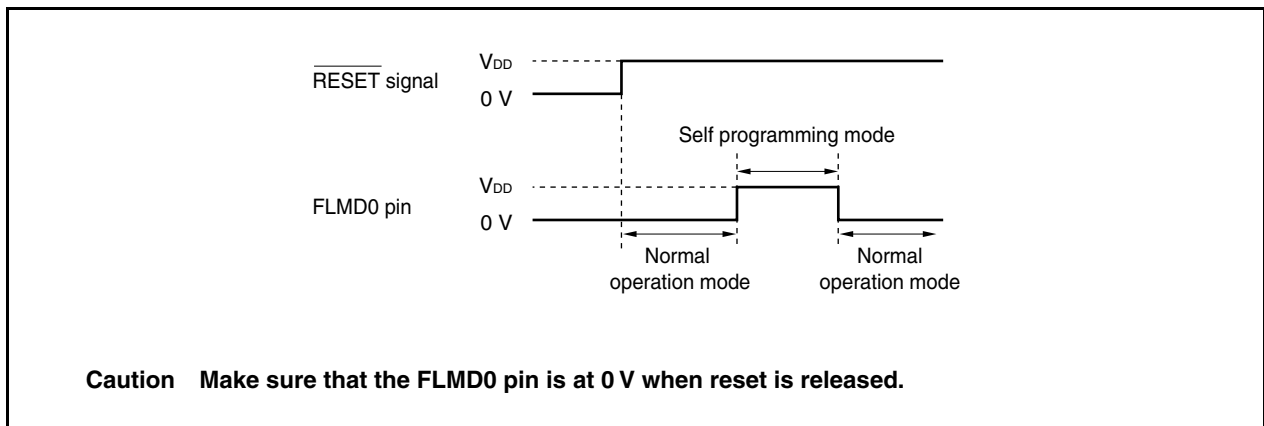 VDD
RESET signal
0 V
Self programming mode
VDD
FLMD0 pin
0 V
Normal
operation mode
Normal
operation mode
Caution Make sure that the FLMD0 pin is at 0 V when reset is released.